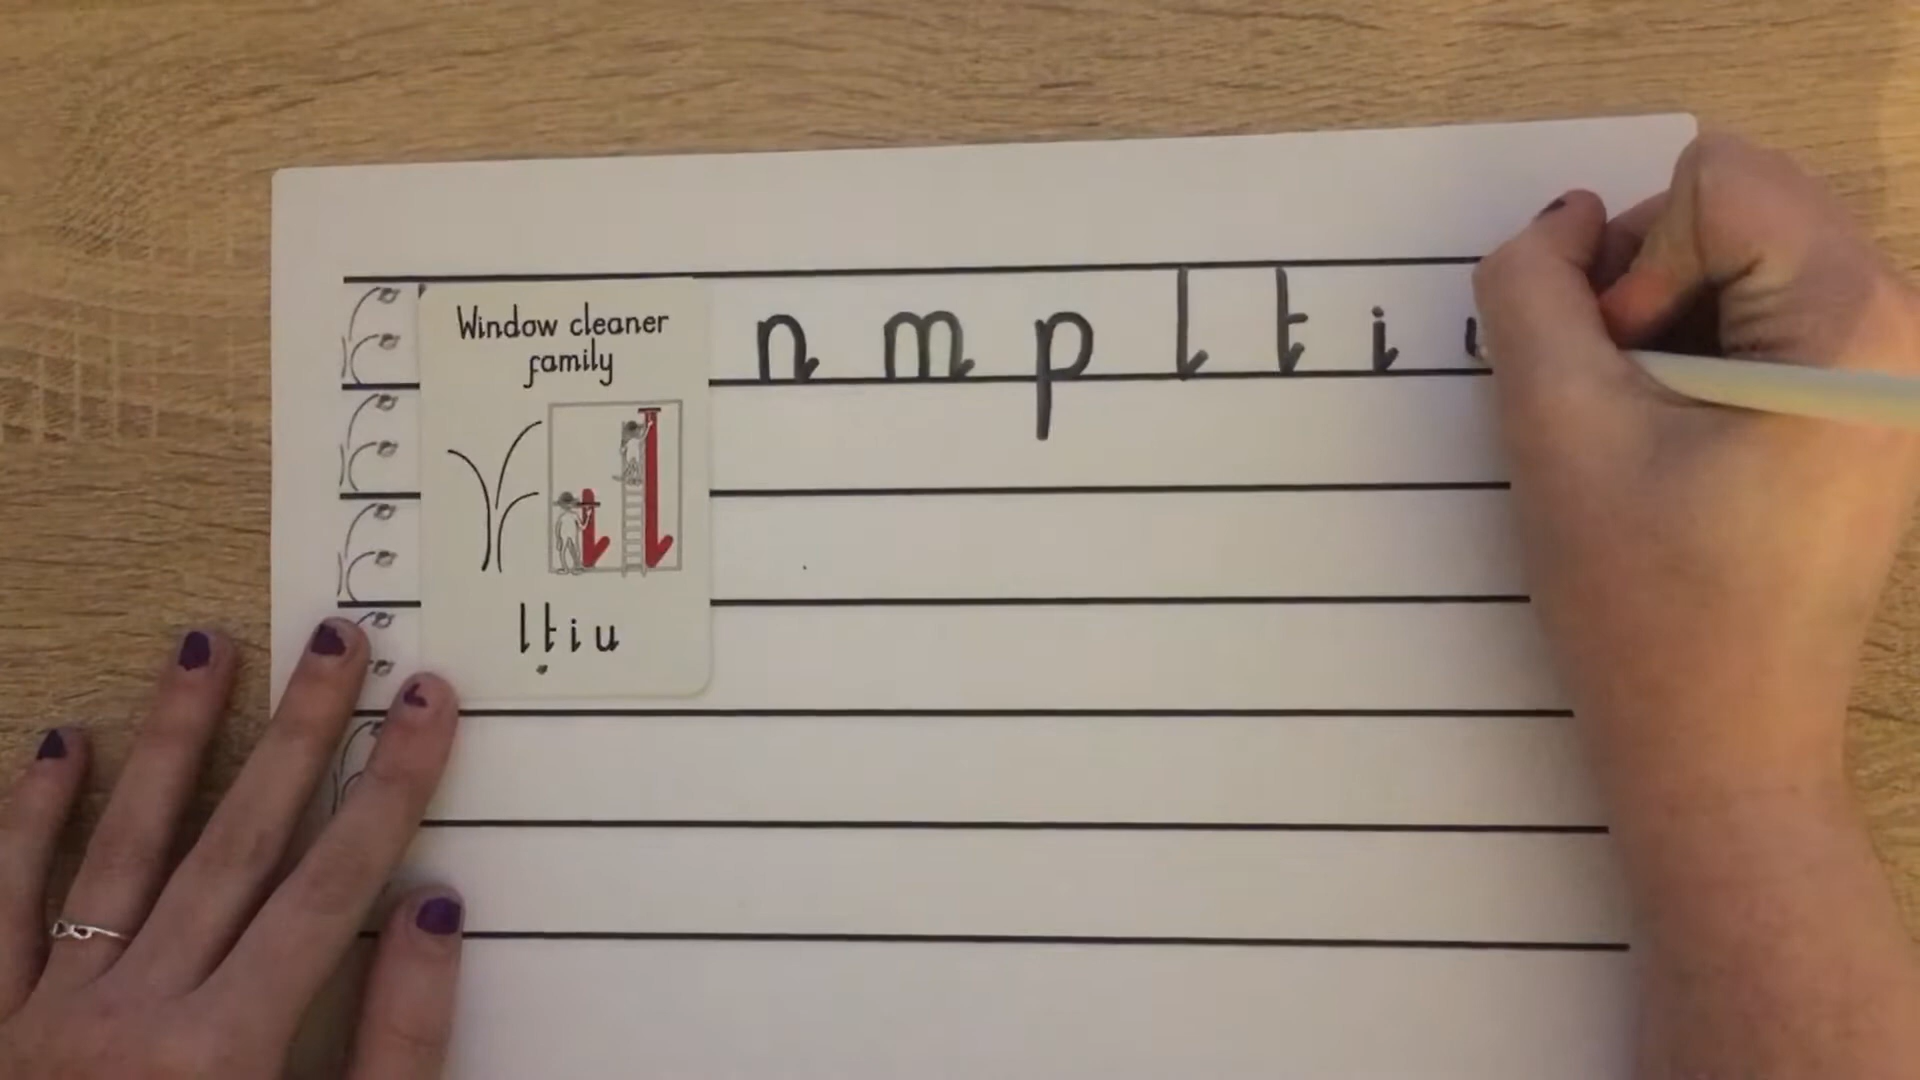 Window cleaner
family
l t i u
n m p l t i